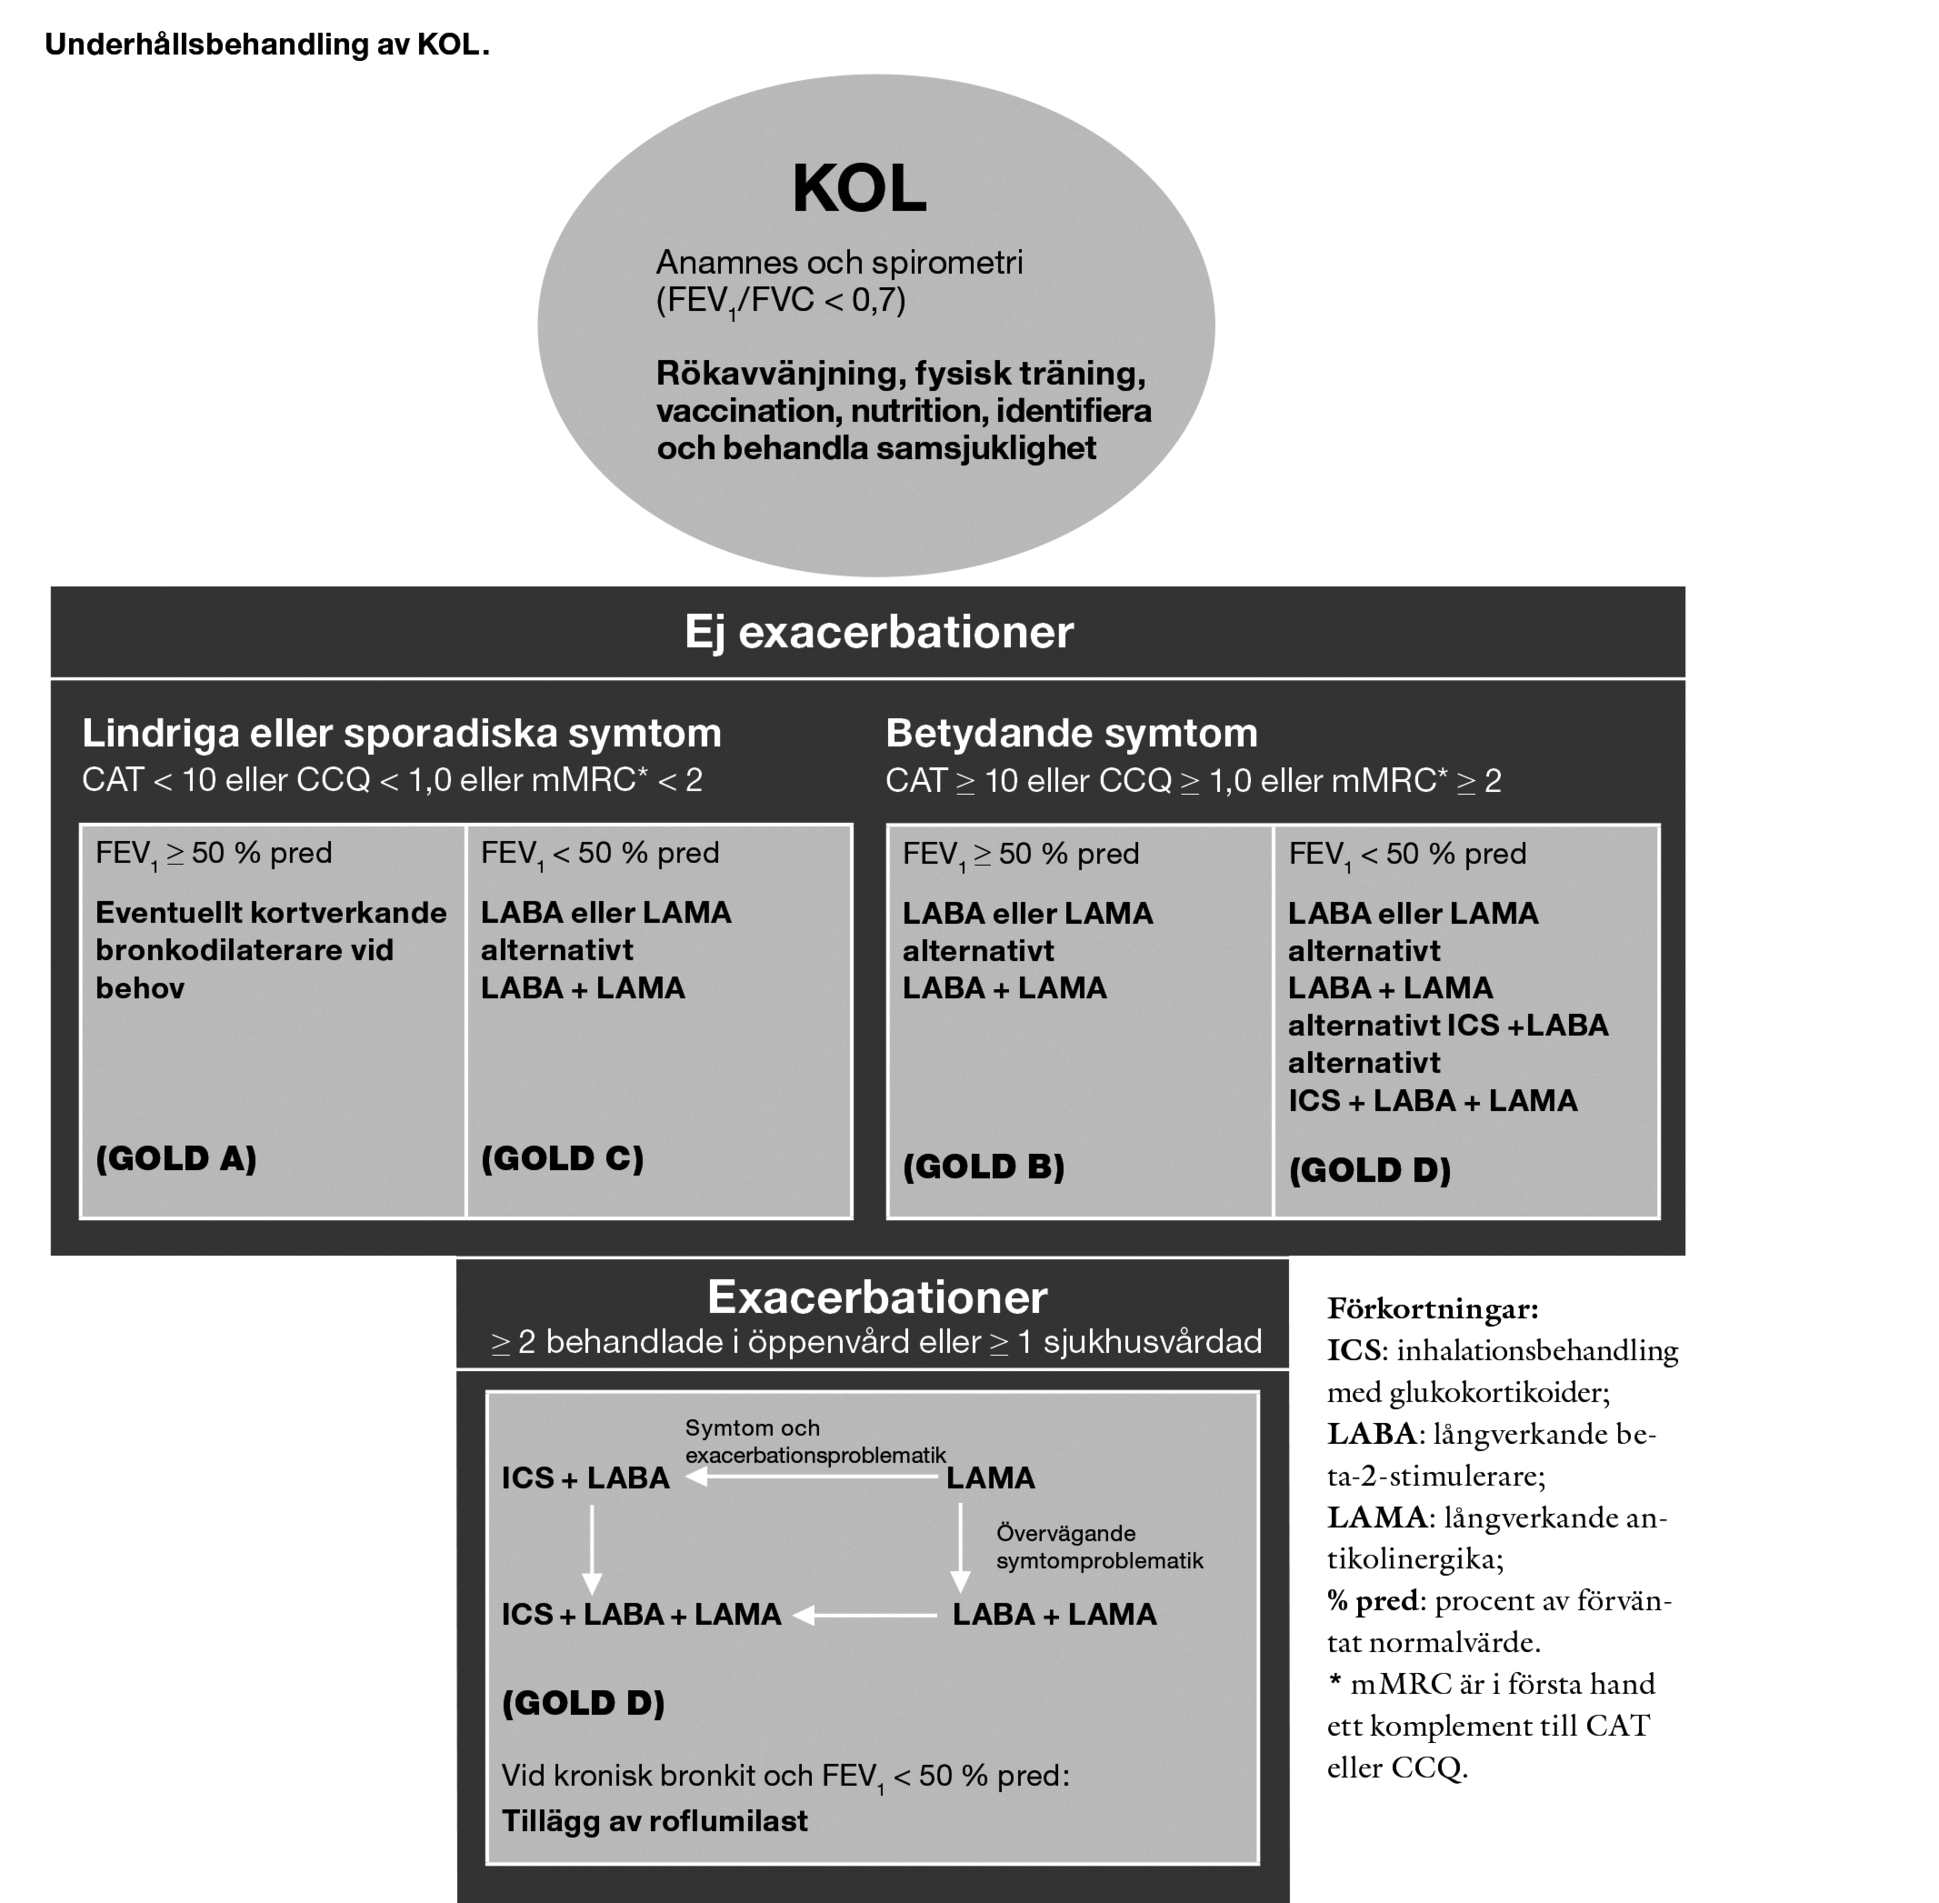 Underhållsbehandling av KOL.
KOL
Anamnes och spirometri
(FEV₁/FVC < 0,7)
Rökavvänjning, fysisk träning,
vaccination, nutrition, identifiera
och behandla samsjuklighet
Ej exacerbationer
Lindriga eller sporadiska symtom
CAT < 10 eller CCQ < 1,0 eller mMRC* < 2
FEV₁ ≥ 50 % pred
Eventuellt kortverkande
bronkodilaterare vid
behov
(GOLD A)
FEV₁ < 50 % pred
LABA eller LAMA
alternativt
LABA + LAMA
(GOLD C)
Betydande symtom
CAT ≥ 10 eller CCQ ≥ 1,0 eller mMRC* ≥ 2
FEV₁ ≥ 50 % pred
LABA eller LAMA
alternativt
LABA + LAMA
(GOLD B)
FEV₁ < 50 % pred
LABA eller LAMA
alternativt
LABA + LAMA
alternativt ICS +LABA
alternativt
ICS + LABA + LAMA
(GOLD D)
Exacerbationer
≥ 2 behandlade i öppenvård eller ≥ 1 sjukhusvårdad
Symtom och
exacerbationsproblematik
ICS + LABA
LAMA
Övervägande
symtomproblematik
ICS + LABA + LAMA
LABA + LAMA
(GOLD D)
Vid kronisk bronkit och FEV₁ < 50 % pred:
Tillägg av roflumilast
Förkortningar:
ICS: inhalationsbehandling
med glukokortikoider;
LABA: långverkande be-
ta-2-stimulerare;
LAMA: långverkande an-
tikolinergika;
% pred: procent av förvän-
tat normalvärde.
* mMRC är i första hand
ett komplement till CAT
eller CCQ.